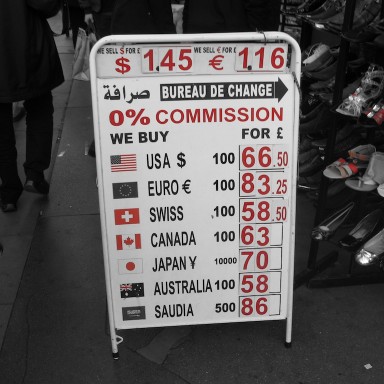 WE SELL $ FOR £ WE SELL € FOR £
$ 1.45 € 1.16
صرافة BUREAU DE CHANGE
0% COMMISSION
WE BUY FOR £
USA $ 100 66.50
EURO € 100 83.25
SWISS 100 58.50
CANADA 100 63
JAPAN ¥ 10000 70
AUSTRALIA 100 58
SAUDIA 500 86